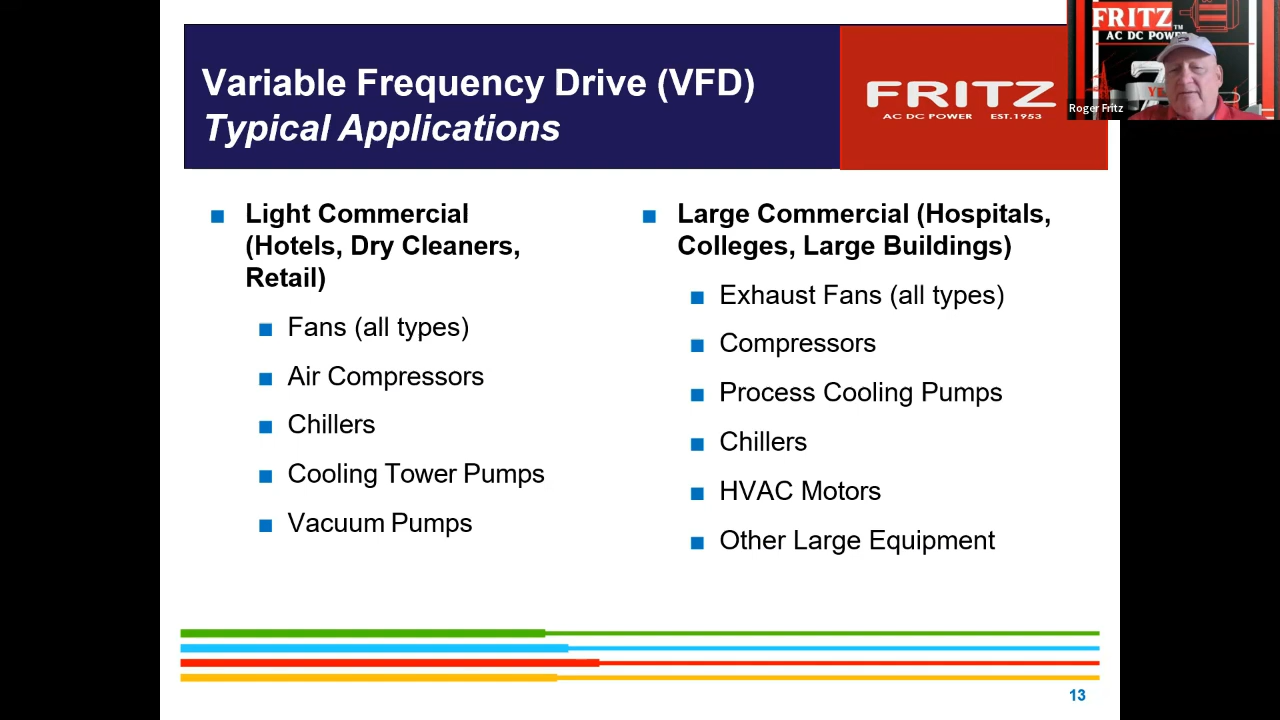 Variable Frequency Drive (VFD)
Typical Applications
FRITZ
AC DC POWER EST.1953
FRITZ™
AC DC POWER
Roger Fritz
Light Commercial
(Hotels, Dry Cleaners,
Retail)
Fans (all types)
Air Compressors
Chillers
Cooling Tower Pumps
Vacuum Pumps
Large Commercial (Hospitals,
Colleges, Large Buildings)
Exhaust Fans (all types)
Compressors
Process Cooling Pumps
Chillers
HVAC Motors
Other Large Equipment
13